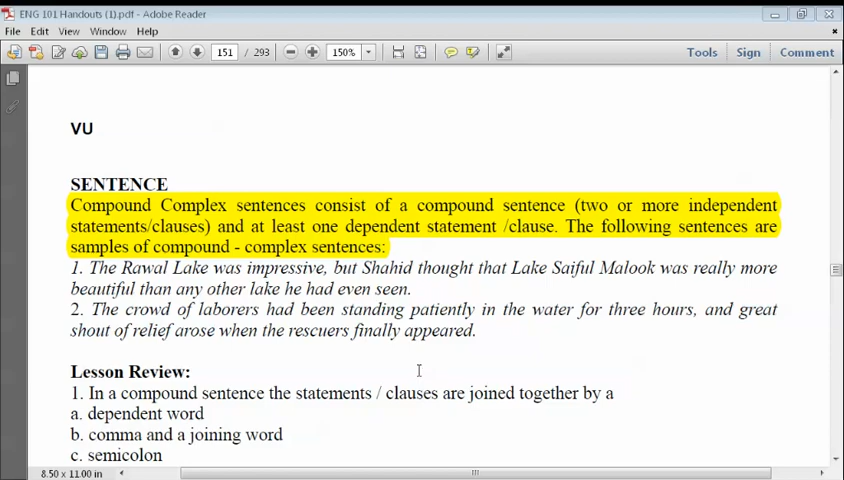 ENG 101 Handouts (1).pdf - Adobe Reader
File Edit View Window Help
151 / 293 150% Tools Sign Comment
VU
SENTENCE
Compound Complex sentences consist of a compound sentence (two or more independent
statements/clauses) and at least one dependent statement /clause. The following sentences are
samples of compound - complex sentences:
1. The Rawal Lake was impressive, but Shahid thought that Lake Saiful Malook was really more
beautiful than any other lake he had even seen.
2. The crowd of laborers had been standing patiently in the water for three hours, and great
shout of relief arose when the rescuers finally appeared.
Lesson Review:
1. In a compound sentence the statements / clauses are joined together by a
a. dependent word
b. comma and a joining word
c. semicolon
8.50 x 11.00 in